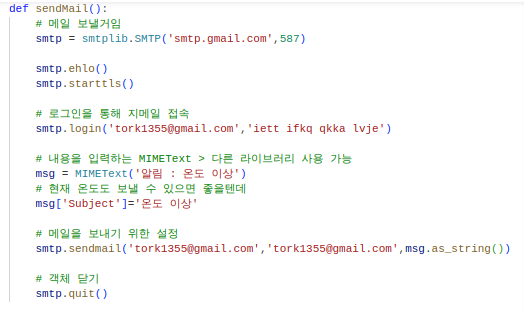 def sendMail():
# 메일 보낼거임
smtp = smtplib.SMTP('smtp.gmail.com',587)
smtp.ehlo()
smtp.starttls()
# 로그인을 통해 지메일 접속
smtp.login('tork1355@gmail.com','iett ifkq qkka lvje')
# 내용을 입력하는 MIMEText > 다른 라이브러리 사용 가능
msg = MIMEText('알림 : 온도 이상')
# 현재 온도도 보낼 수 있으면 좋을텐데
msg['Subject']='온도 이상'
# 메일을 보내기 위한 설정
smtp.sendmail('tork1355@gmail.com','tork1355@gmail.com',msg.as_string())
# 객체 닫기
smtp.quit()